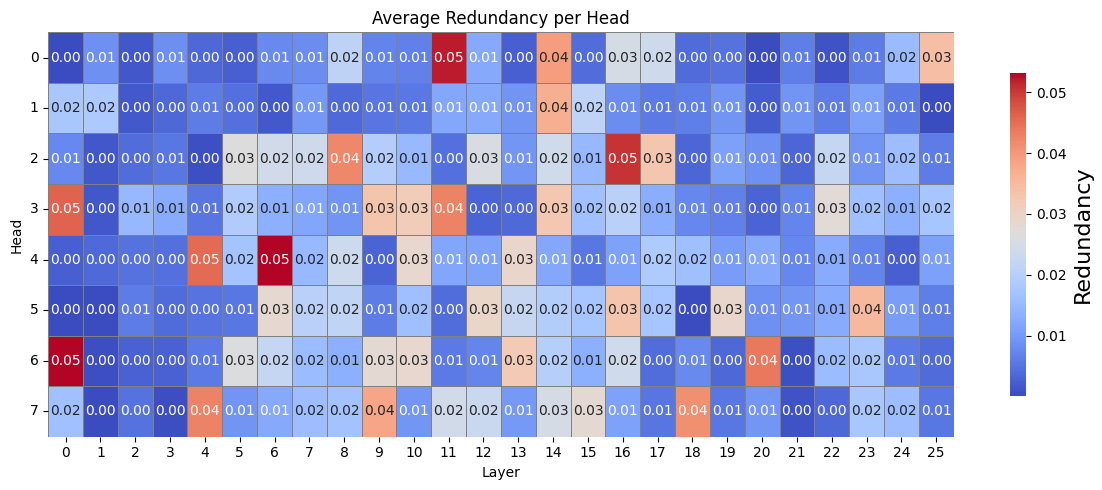 Average Redundancy per Head
0 0.00 0.01 0.00 0.01 0.00 0.00 0.01 0.01 0.02 0.01 0.01 0.05 0.01 0.00 0.04 0.00 0.03 0.02 0.00 0.00 0.00 0.01 0.00 0.01 0.02 0.03
1 0.02 0.02 0.00 0.00 0.01 0.00 0.00 0.01 0.00 0.01 0.01 0.01 0.01 0.01 0.04 0.02 0.01 0.01 0.01 0.01 0.00 0.01 0.01 0.01 0.01 0.00
2 0.01 0.00 0.00 0.01 0.00 0.03 0.02 0.02 0.04 0.02 0.01 0.00 0.03 0.01 0.02 0.01 0.05 0.03 0.00 0.01 0.01 0.00 0.02 0.01 0.02 0.01
3 0.05 0.00 0.01 0.01 0.01 0.02 0.01 0.01 0.01 0.03 0.03 0.04 0.00 0.00 0.03 0.02 0.02 0.01 0.01 0.01 0.00 0.01 0.03 0.02 0.01 0.02
4 0.00 0.00 0.00 0.00 0.05 0.02 0.05 0.02 0.02 0.00 0.03 0.01 0.01 0.03 0.01 0.01 0.01 0.02 0.02 0.01 0.01 0.01 0.01 0.01 0.00 0.01
5 0.00 0.00 0.01 0.00 0.00 0.01 0.03 0.02 0.02 0.01 0.02 0.00 0.03 0.02 0.02 0.02 0.03 0.02 0.00 0.03 0.01 0.01 0.01 0.04 0.01 0.01
6 0.05 0.00 0.00 0.00 0.01 0.03 0.02 0.02 0.01 0.03 0.03 0.01 0.01 0.03 0.02 0.01 0.02 0.00 0.01 0.00 0.04 0.00 0.02 0.02 0.01 0.00
7 0.02 0.00 0.00 0.00 0.04 0.01 0.01 0.02 0.02 0.04 0.01 0.02 0.02 0.01 0.03 0.03 0.01 0.01 0.04 0.01 0.01 0.00 0.00 0.02 0.02 0.01
0 1 2 3 4 5 6 7 8 9 10 11 12 13 14 15 16 17 18 19 20 21 22 23 24 25
Layer
Head
0.05
0.04
0.03
0.02
0.01
Redundancy